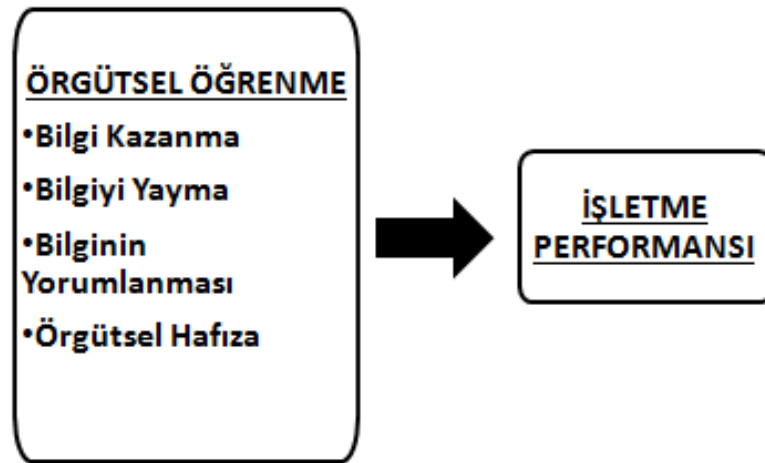 ÖRGÜTSEL ÖĞRENME
•Bilgi Kazanma
•Bilgiyi Yayma
•Bilginin
Yorumlanması
•Örgütsel Hafıza
İŞLETME
PERFORMANSI